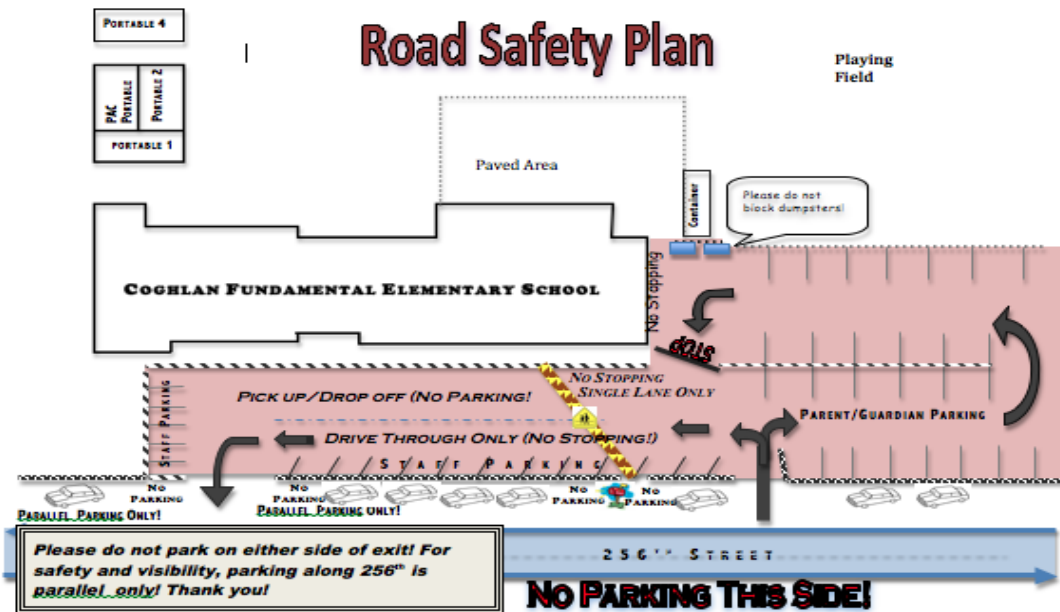 PORTABLE 4
Road Safety Plan
Playing
Field
PAC
PORTABLE
PORTABLE 2
PORTABLE 1
Paved Area
Container
Please do not
block dumpsters!
COGHLAN FUNDAMENTAL ELEMENTARY SCHOOL
No Stopping
STOP
NO STOPPING
SINGLE LANE ONLY
STAFF PARKING
PICK UP/DROP OFF (NO PARKING!
PARENT/GUARDIAN PARKING
DRIVE THROUGH ONLY (NO STOPPING!)
STAFF PARKING
NO
PARKING
NO
PARKING
NO
PARKING
NO
PARKING
PARALLEL PARKING ONLY!
PARALLEL PARKING ONLY!
256TH STREET
Please do not park on either side of exit! For
safety and visibility, parking along 256th is
parallel only! Thank you!
NO PARKING THIS SIDE!